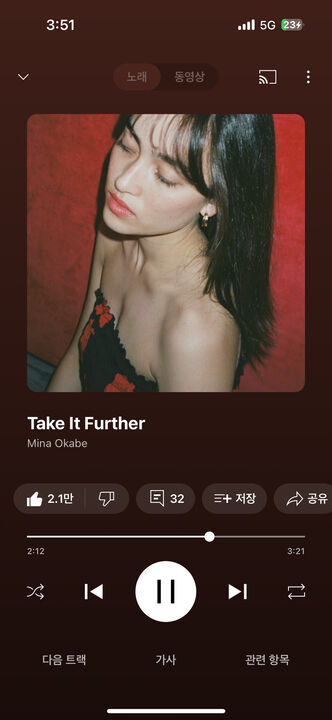 3:51
5G
23
노래 동영상
Take It Further
Mina Okabe
2.1만 32 저장 공유
2:12 3:21
다음 트랙 가사 관련 항목